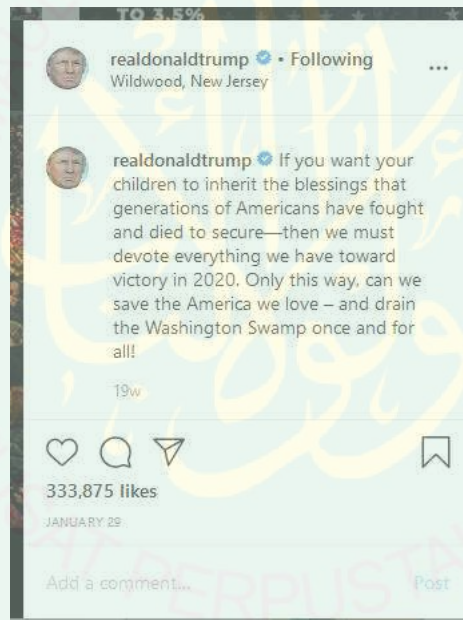 TO 3.5%
realdonaldtrump • Following
Wildwood, New Jersey
...
realdonaldtrump If you want your
children to inherit the blessings that
generations of Americans have fought
and died to secure—then we must
devote everything we have toward
victory in 2020. Only this way, can we
save the America we love – and drain
the Washington Swamp once and for
all!
19w
333,875 likes
JANUARY 29
Add a comment... Post
PERPUSTA